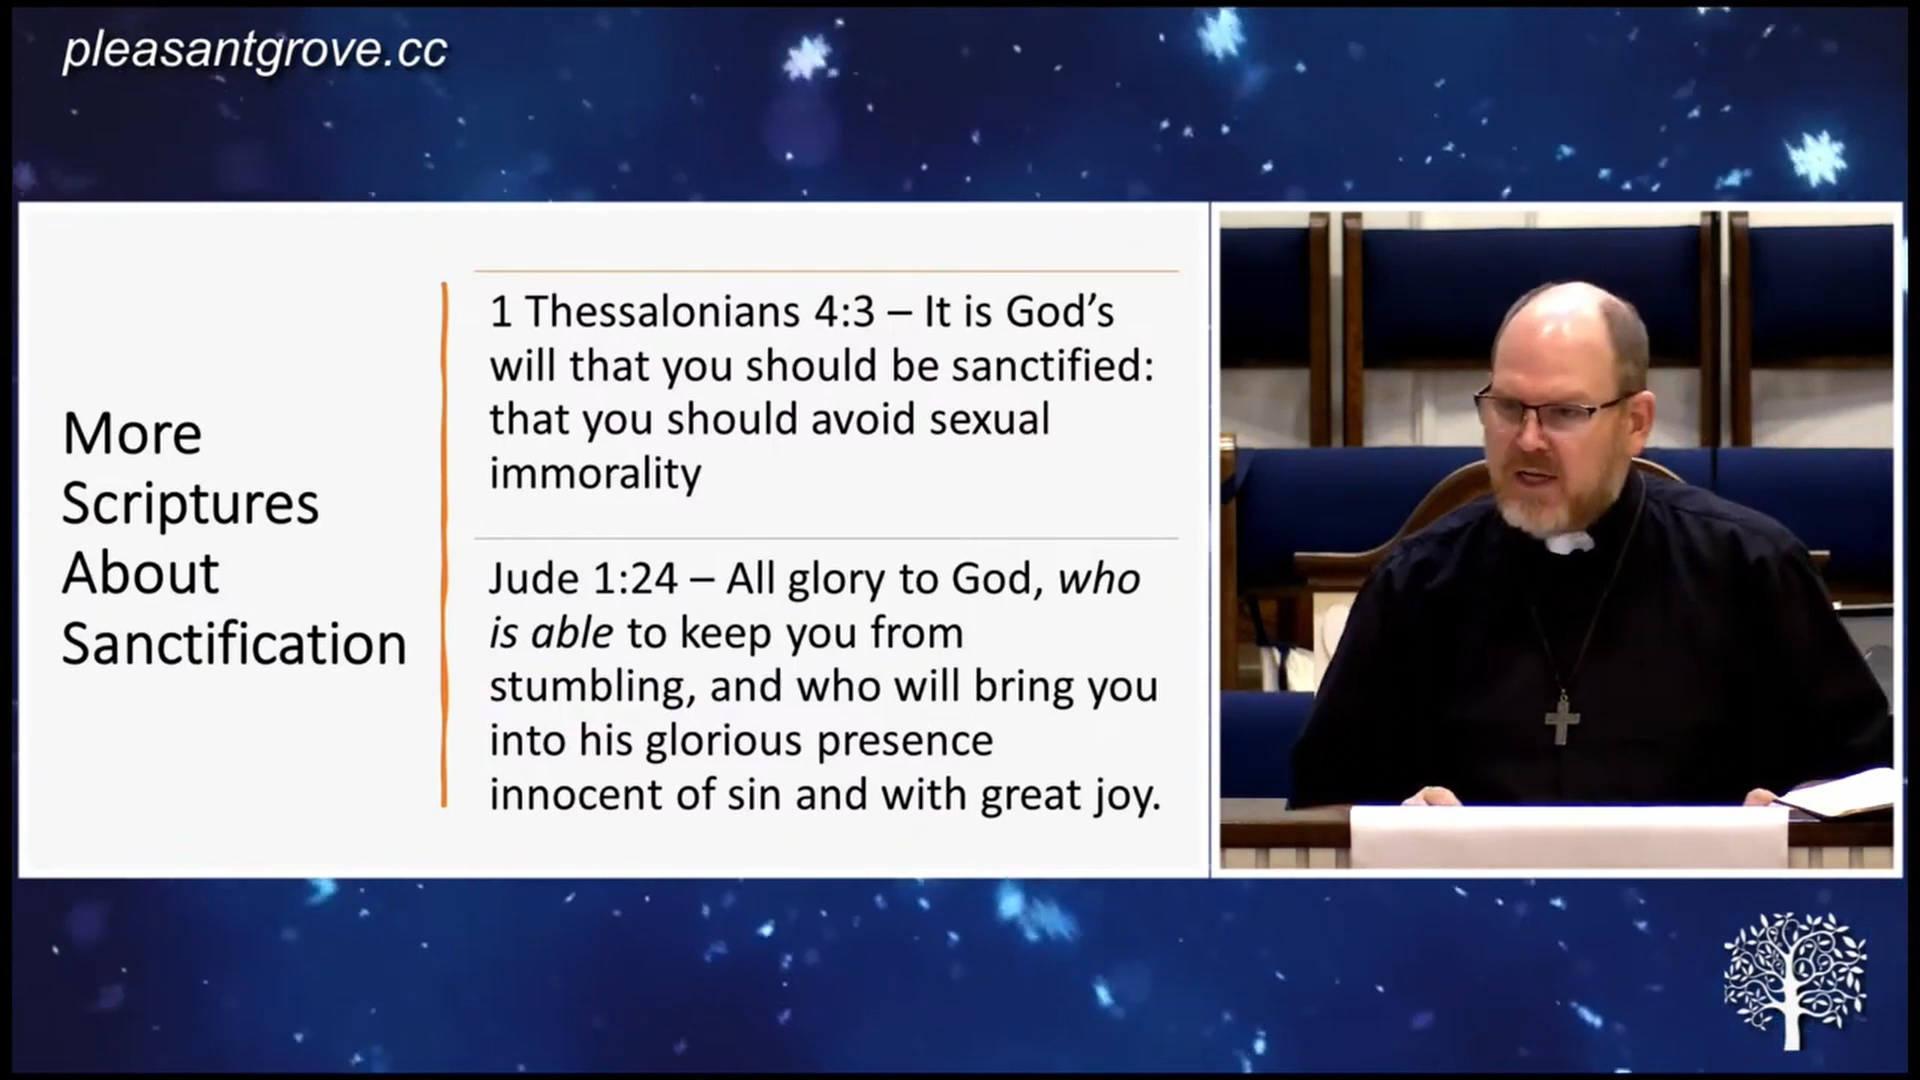 pleasantgrove.cc
More
Scriptures
About
Sanctification
1 Thessalonians 4:3 – It is God’s
will that you should be sanctified:
that you should avoid sexual
immorality
Jude 1:24 – All glory to God, who
is able to keep you from
stumbling, and who will bring you
into his glorious presence
innocent of sin and with great joy.